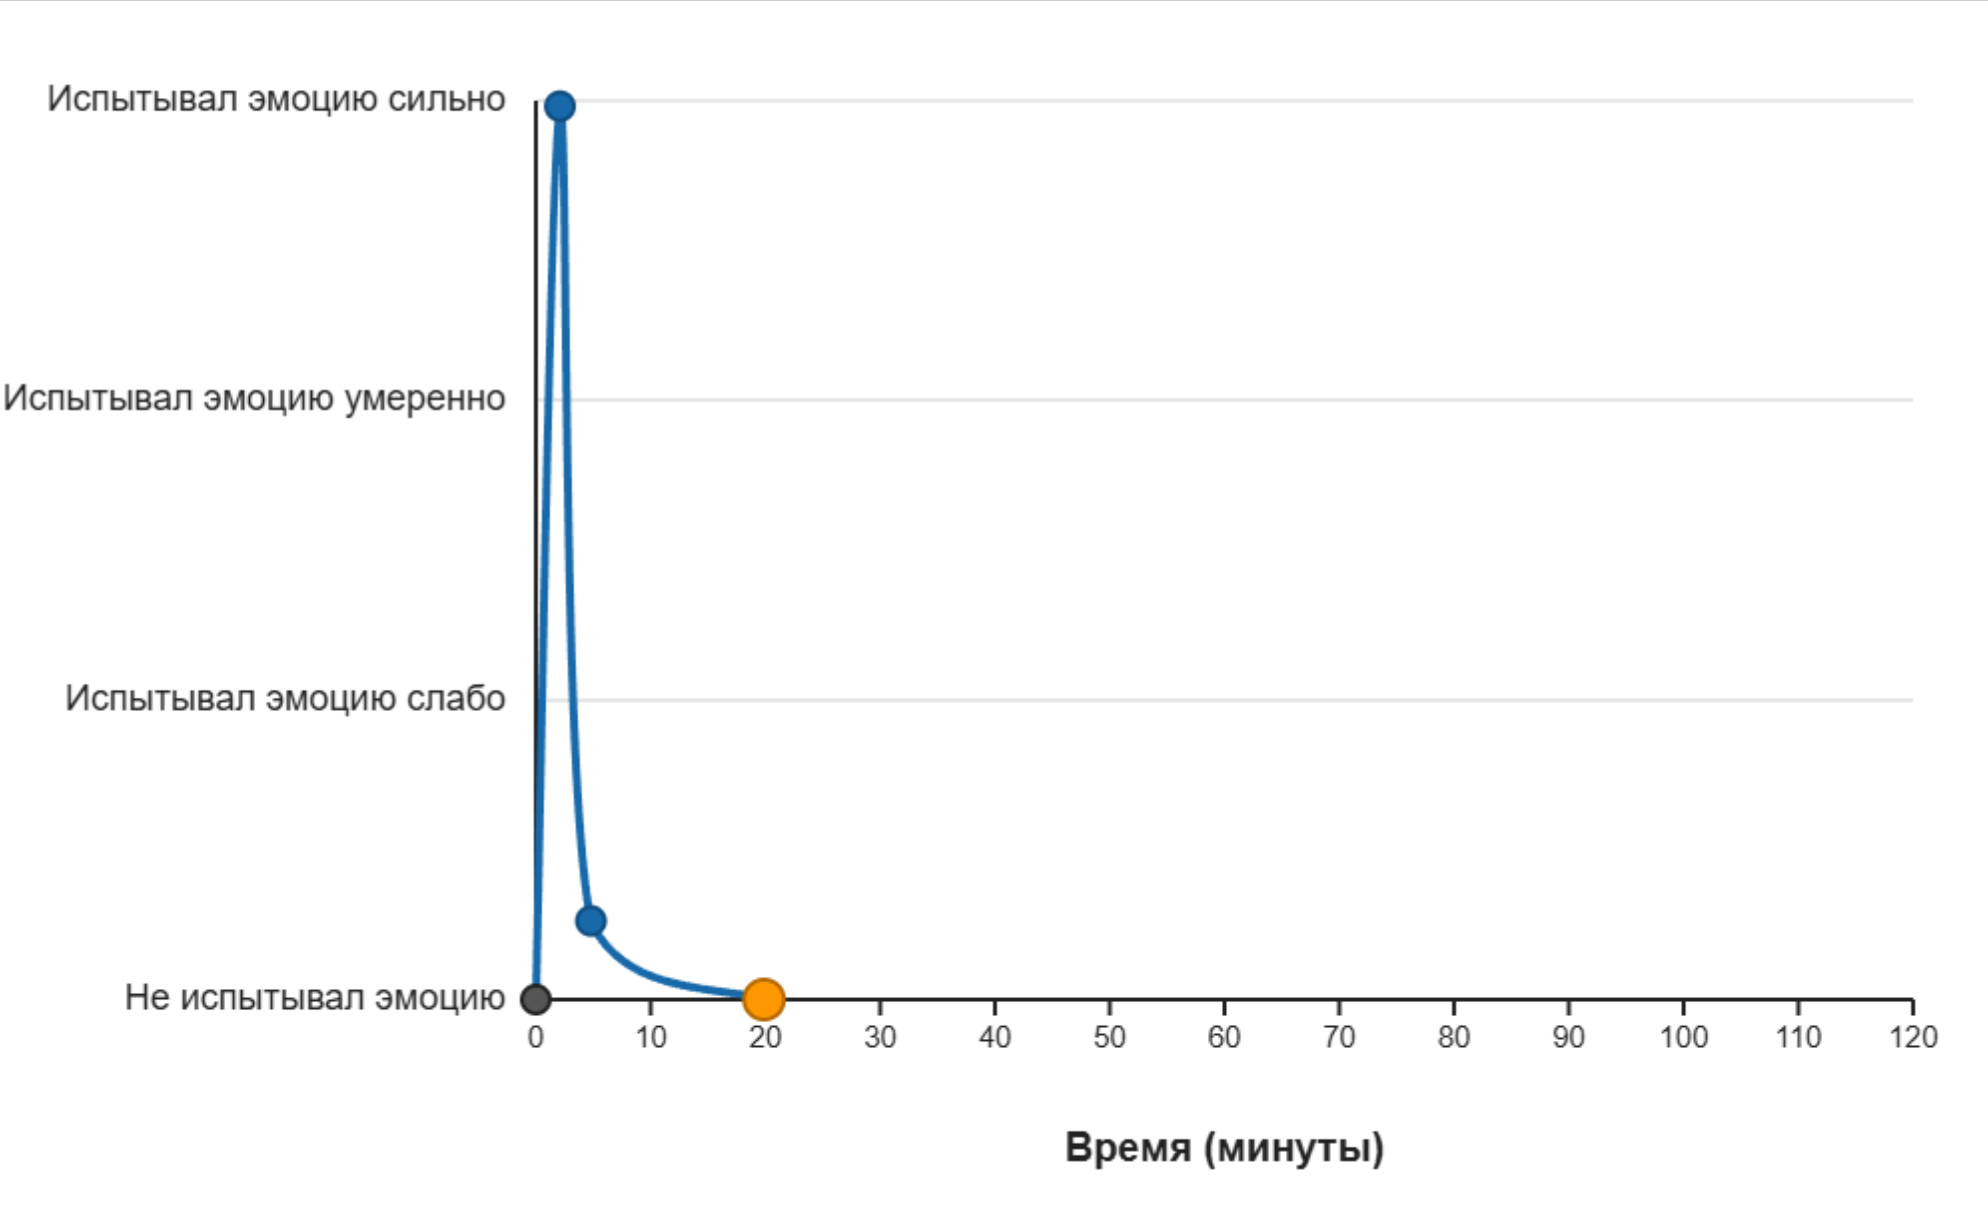 Испытывал эмоцию сильно
Испытывал эмоцию умеренно
Испытывал эмоцию слабо
Не испытывал эмоцию
0 10 20 30 40 50 60 70 80 90 100 110 120
Время (минуты)